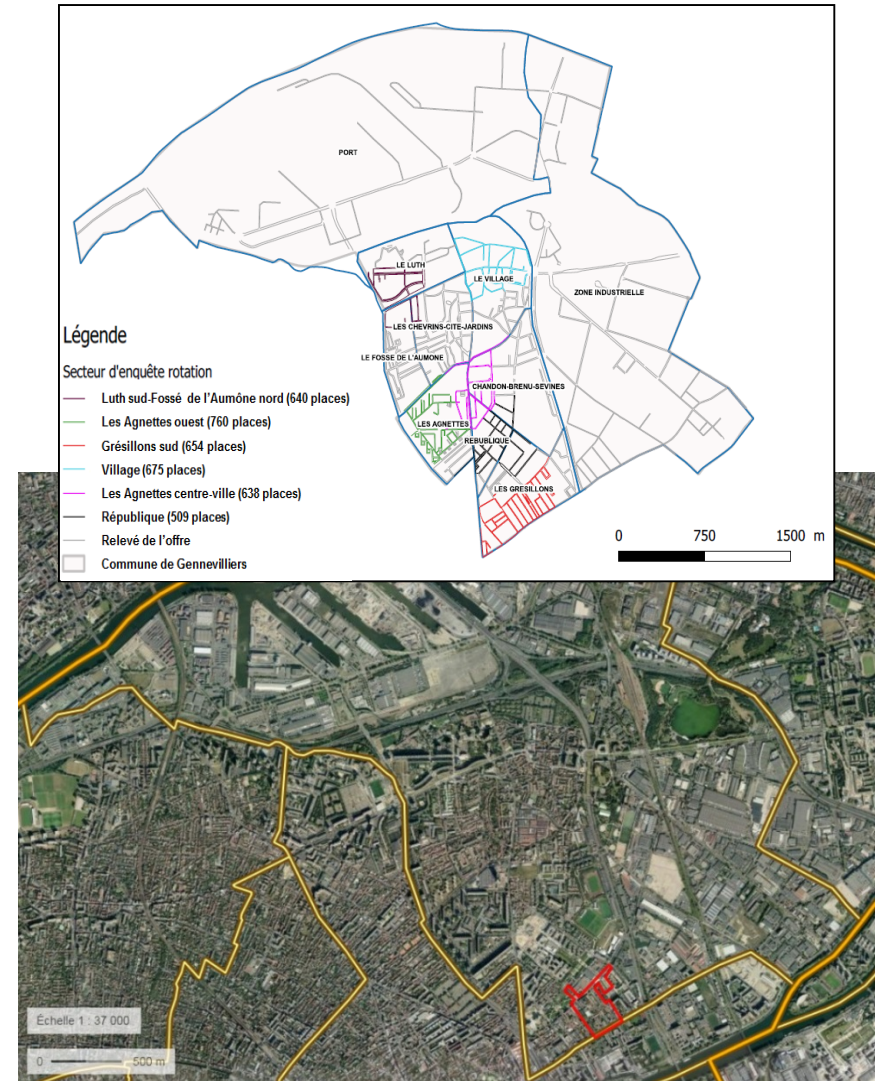 PORT
LE LUTH
LE VILLAGE
ZONE INDUSTRIELLE
LES CHEVRINS-CITE-JARDINS
LE FOSSE DE L'AUMONE
CHANDON-BRENU-SEVINES
LES AGNETTES
REBUBLIQUE
LES GRESILLONS
Légende
Secteur d'enquête rotation
Luth sud-Fossé de l'Aumône nord (640 places)
Les Agnettes ouest (760 places)
Grésillons sud (654 places)
Village (675 places)
Les Agnettes centre-ville (638 places)
République (509 places)
Relevé de l'offre
Commune de Gennevilliers
0 750 1500 m
Échelle 1 : 37 000
0 500 m